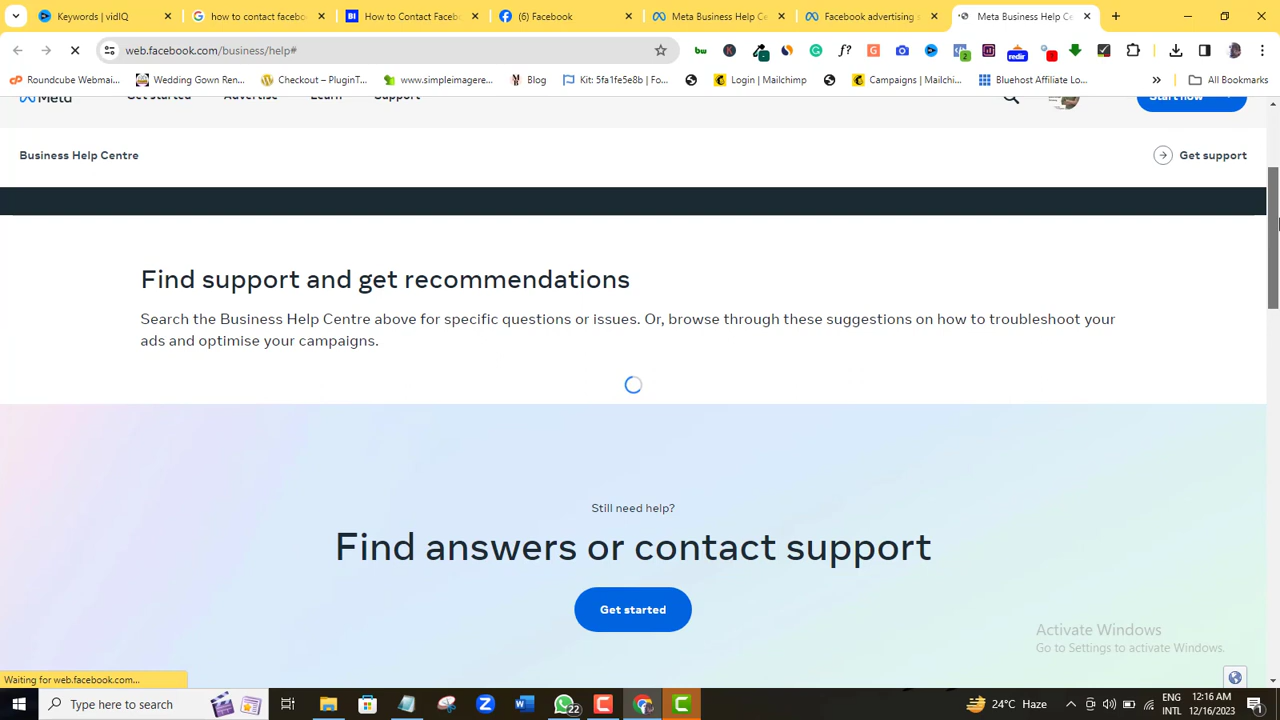 Keywords | vidIQ
how to contact facebo
How to Contact Faceb
(6) Facebook
Meta Business Help Ce
Facebook advertising s
Meta Business Help Ce
web.facebook.com/business/help#
Roundcube Webmai...
Wedding Gown Ren...
Checkout – PluginT...
www.simpleimagere...
Blog
Kit: 5fa1fe5e8b | Fo...
Login | Mailchimp
Campaigns | Mailchi...
Bluehost Affiliate Lo...
All Bookmarks
Meta
Get started
Advertise
Learn
Support
Start now
Business Help Centre
Get support
Find support and get recommendations
Search the Business Help Centre above for specific questions or issues. Or, browse through these suggestions on how to troubleshoot your
ads and optimise your campaigns.
Still need help?
Find answers or contact support
Get started
Activate Windows
Go to Settings to activate Windows.
Waiting for web.facebook.com...
Type here to search
22
24°C Haze
ENG
INTL
12:16 AM
12/16/2023